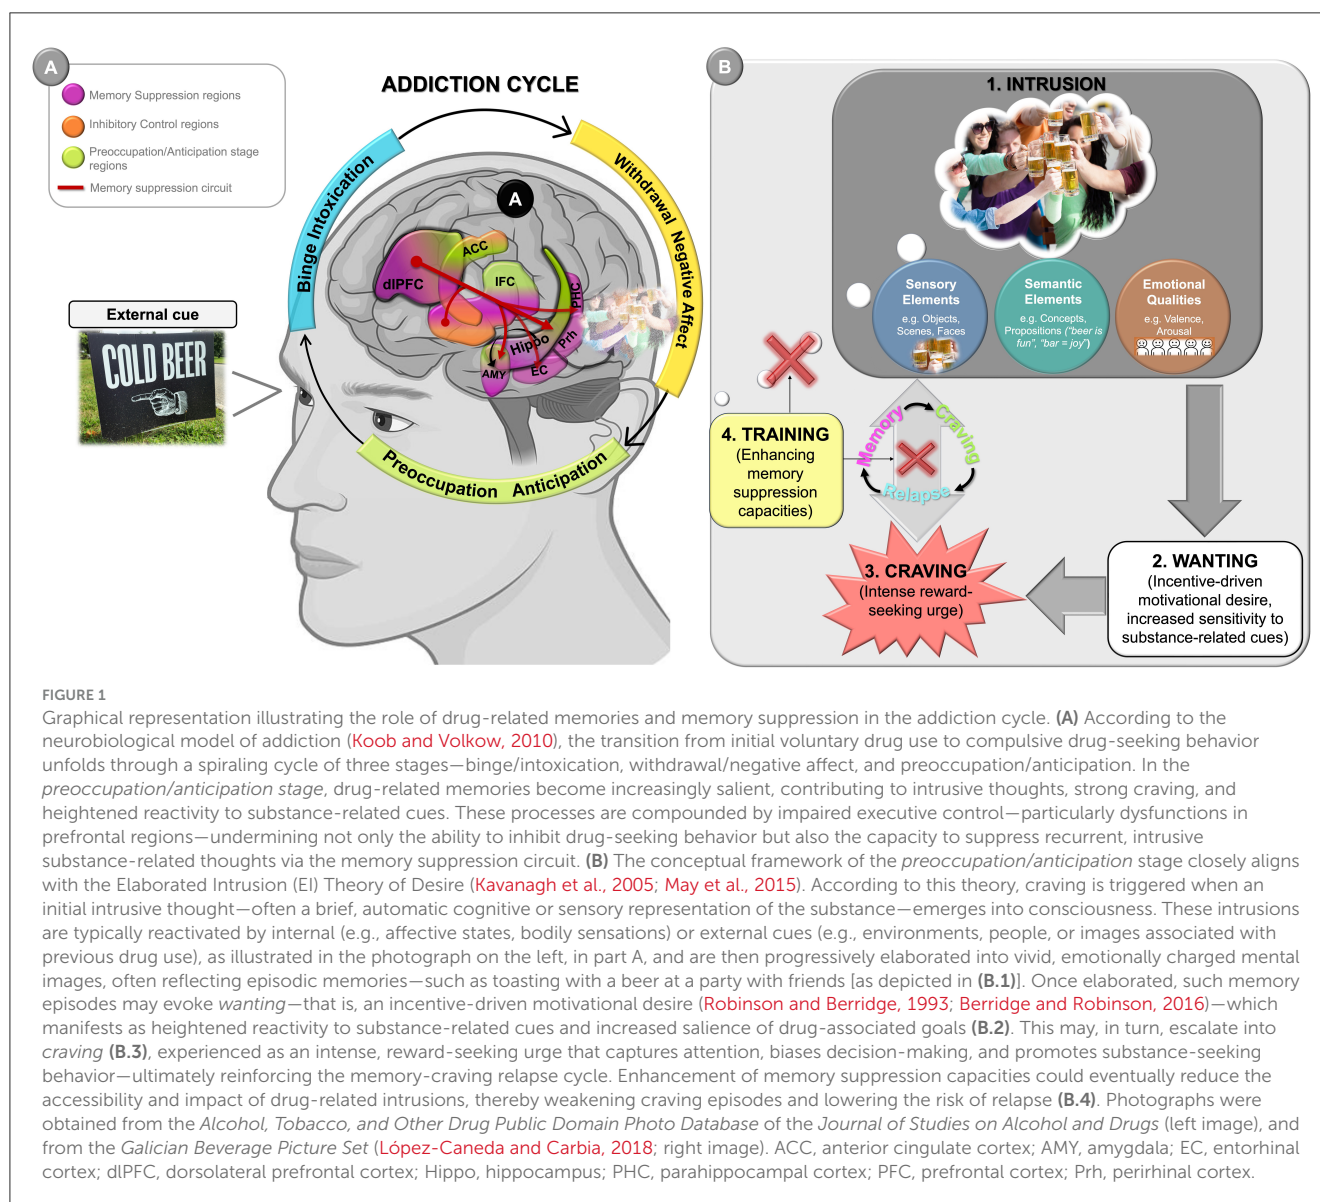 A
Memory Suppression regions
Inhibitory Control regions
Preoccupation/Anticipation stage
regions
Memory suppression circuit
ADDICTION CYCLE
Binge Intoxication
Withdrawal Negative Affect
Preoccupation Anticipation
A
ACC
dlPFC
IFC
PHC
Hippo
Prh
AMY
EC
External cue
COLD BEER
B
1. INTRUSION
Sensory
Elements
e.g. Objects,
Scenes, Faces
Semantic
Elements
e.g. Concepts,
Propositions (“beer is
fun”, “bar = joy”)
Emotional
Qualities
e.g. Valence,
Arousal
4. TRAINING
(Enhancing
memory
suppression
capacities)
Memory
Craving
Relapse
3. CRAVING
(Intense reward-
seeking urge)
2. WANTING
(Incentive-driven
motivational desire,
increased sensitivity to
substance-related cues)
FIGURE 1
Graphical representation illustrating the role of drug-related memories and memory suppression in the addiction cycle. (A) According to the
neurobiological model of addiction (Koob and Volkow, 2010), the transition from initial voluntary drug use to compulsive drug-seeking behavior
unfolds through a spiraling cycle of three stages—binge/intoxication, withdrawal/negative affect, and preoccupation/anticipation. In the
preoccupation/anticipation stage, drug-related memories become increasingly salient, contributing to intrusive thoughts, strong craving, and
heightened reactivity to substance-related cues. These processes are compounded by impaired executive control—particularly dysfunctions in
prefrontal regions—undermining not only the ability to inhibit drug-seeking behavior but also the capacity to suppress recurrent, intrusive
substance-related thoughts via the memory suppression circuit. (B) The conceptual framework of the preoccupation/anticipation stage closely aligns
with the Elaborated Intrusion (EI) Theory of Desire (Kavanagh et al., 2005; May et al., 2015). According to this theory, craving is triggered when an
initial intrusive thought—often a brief, automatic cognitive or sensory representation of the substance—emerges into consciousness. These intrusions
are typically reactivated by internal (e.g., affective states, bodily sensations) or external cues (e.g., environments, people, or images associated with
previous drug use), as illustrated in the photograph on the left, in part A, and are then progressively elaborated into vivid, emotionally charged mental
images, often reflecting episodic memories—such as toasting with a beer at a party with friends [as depicted in (B.1)]. Once elaborated, such memory
episodes may evoke wanting—that is, an incentive-driven motivational desire (Robinson and Berridge, 1993; Berridge and Robinson, 2016)—which
manifests as heightened reactivity to substance-related cues and increased salience of drug-associated goals (B.2). This may, in turn, escalate into
craving (B.3), experienced as an intense, reward-seeking urge that captures attention, biases decision-making, and promotes substance-seeking
behavior—ultimately reinforcing the memory-craving relapse cycle. Enhancement of memory suppression capacities could eventually reduce the
accessibility and impact of drug-related intrusions, thereby weakening craving episodes and lowering the risk of relapse (B.4). Photographs were
obtained from the Alcohol, Tobacco, and Other Drug Public Domain Photo Database of the Journal of Studies on Alcohol and Drugs (left image), and
from the Galician Beverage Picture Set (López-Caneda and Carbia, 2018; right image). ACC, anterior cingulate cortex; AMY, amygdala; EC, entorhinal
cortex; dlPFC, dorsolateral prefrontal cortex; Hippo, hippocampus; PHC, parahippocampal cortex; PFC, prefrontal cortex; Prh, perirhinal cortex.